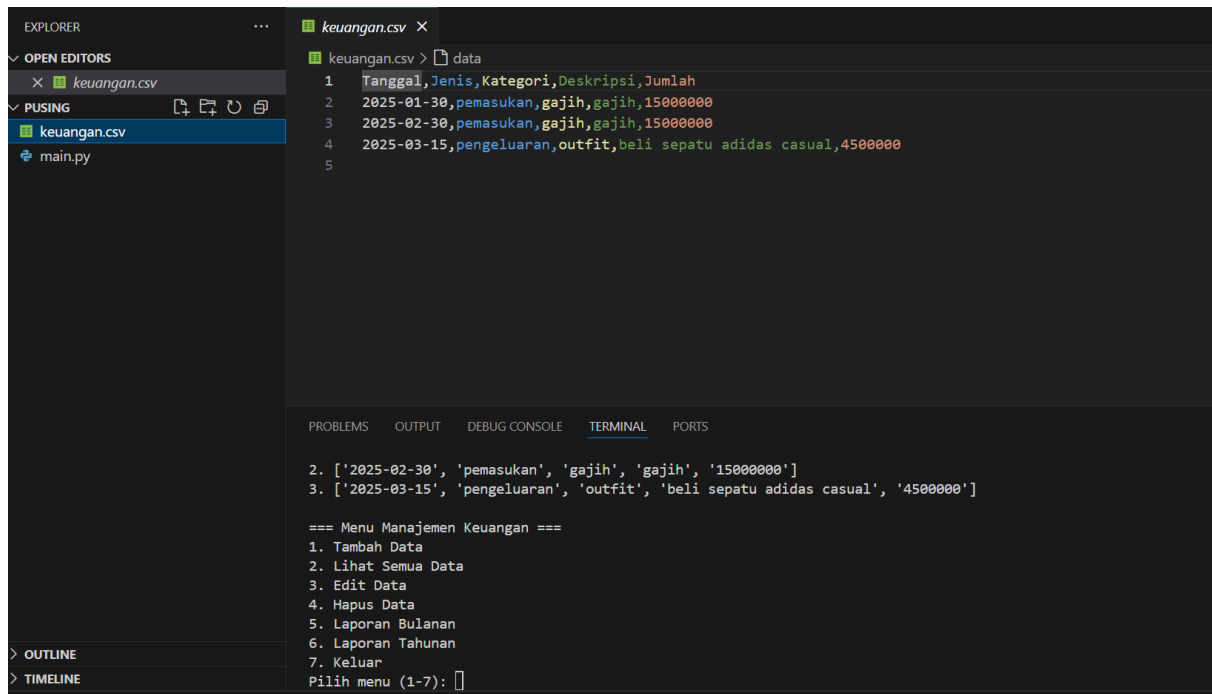 EXPLORER ...
OPEN EDITORS
keuangan.csv
PUSING
keuangan.csv
main.py
OUTLINE
TIMELINE
keuangan.csv
keuangan.csv > data
1 Tanggal,Jenis,Kategori,Deskripsi,Jumlah
2 2025-01-30,pemasukan,gajih,gajih,15000000
3 2025-02-30,pemasukan,gajih,gajih,15000000
4 2025-03-15,pengeluaran,outfit,beli sepatu adidas casual,4500000
5
PROBLEMS OUTPUT DEBUG CONSOLE TERMINAL PORTS
2. ['2025-02-30', 'pemasukan', 'gajih', 'gajih', '15000000']
3. ['2025-03-15', 'pengeluaran', 'outfit', 'beli sepatu adidas casual', '4500000']
=== Menu Manajemen Keuangan ===
1. Tambah Data
2. Lihat Semua Data
3. Edit Data
4. Hapus Data
5. Laporan Bulanan
6. Laporan Tahunan
7. Keluar
Pilih menu (1-7):